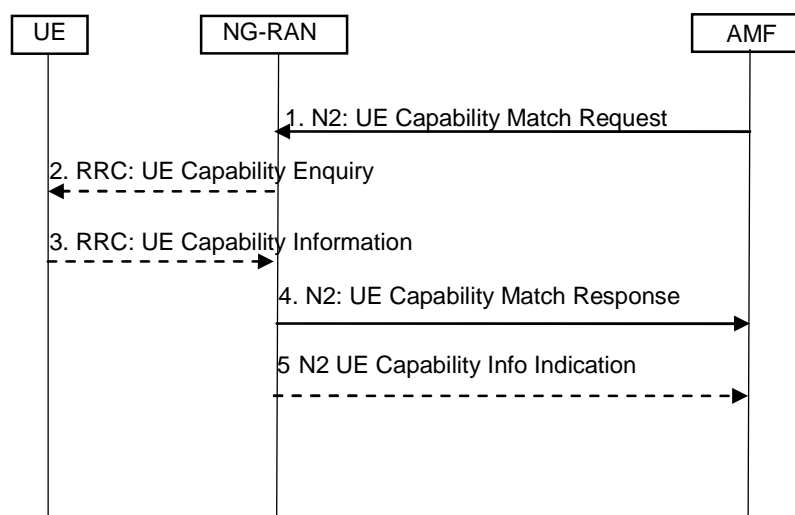 UE
NG-RAN
AMF
1. N2: UE Capability Match Request
2. RRC: UE Capability Enquiry
3. RRC: UE Capability Information
4. N2: UE Capability Match Response
5 N2 UE Capability Info Indication